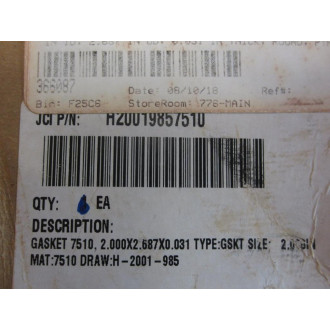 366087 Date: 08/10/18 Refs:
Bin: F25C6 StoreRoom: 776-MAIN
JCI P/N: H20019857510
QTY: 6 EA
DESCRIPTION:
GASKET 7510, 2.000X2.687X0.031 TYPE:GSKT SIZE:
MAT:7510 DRAW:H-2001-985